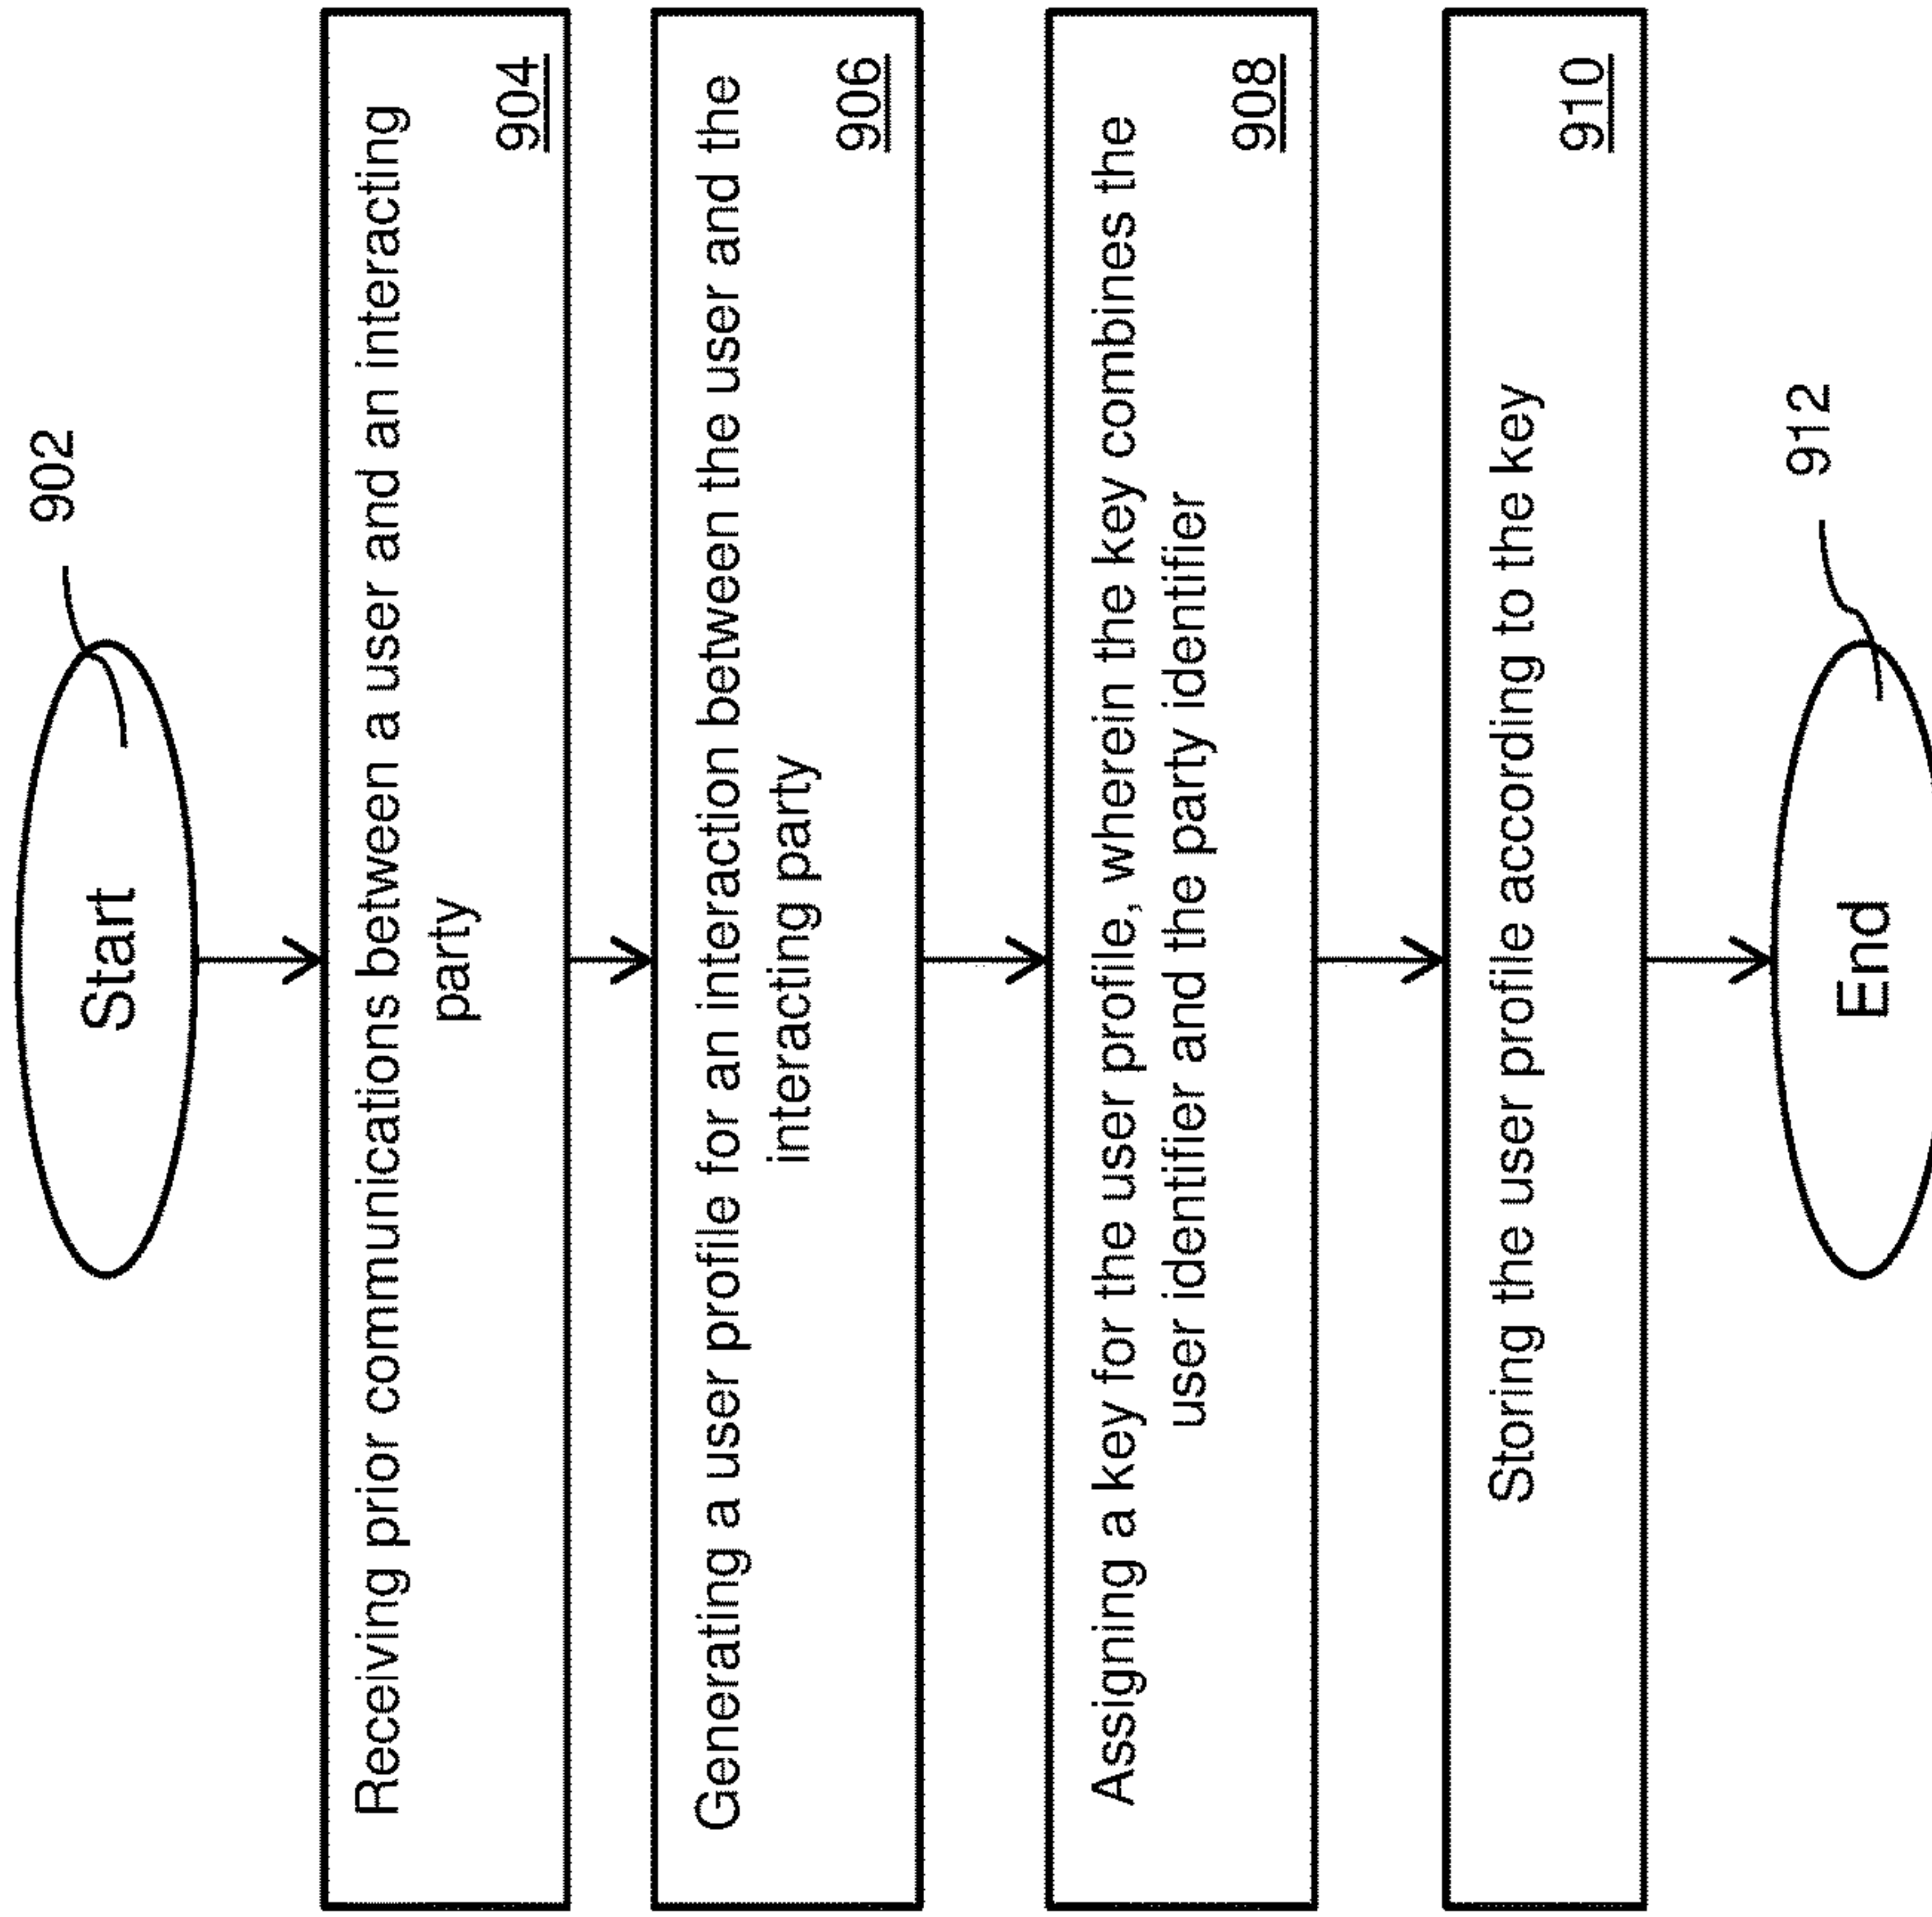 902
Start
Receiving prior communications between a user and an interacting
party
904
Generating a user profile for an interaction between the user and the
interacting party
906
Assigning a key for the user profile, wherein the key combines the
user identifier and the party identifier
908
Storing the user profile according to the key
910
912
End